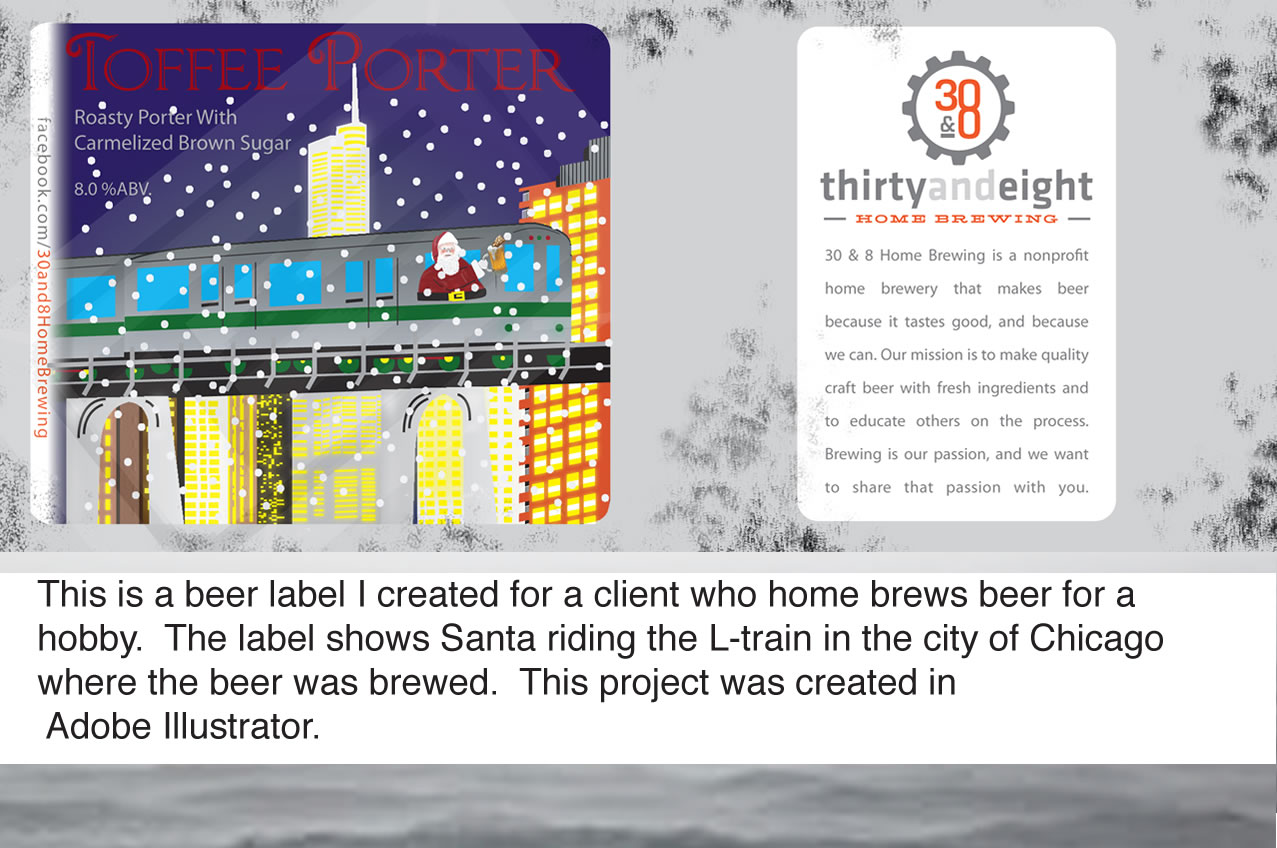 TOFFEE PORTER
Roasty Porter With
Carmelized Brown Sugar
8.0 %ABV.
facebook.com/30and8HomeBrewing
30
&8
thirtyandeight
HOME BREWING
30 & 8 Home Brewing is a nonprofit
home brewery that makes beer
because it tastes good, and because
we can. Our mission is to make quality
craft beer with fresh ingredients and
to educate others on the process.
Brewing is our passion, and we want
to share that passion with you.
This is a beer label I created for a client who home brews beer for a
hobby.  The label shows Santa riding the L-train in the city of Chicago
where the beer was brewed.  This project was created in
Adobe Illustrator.